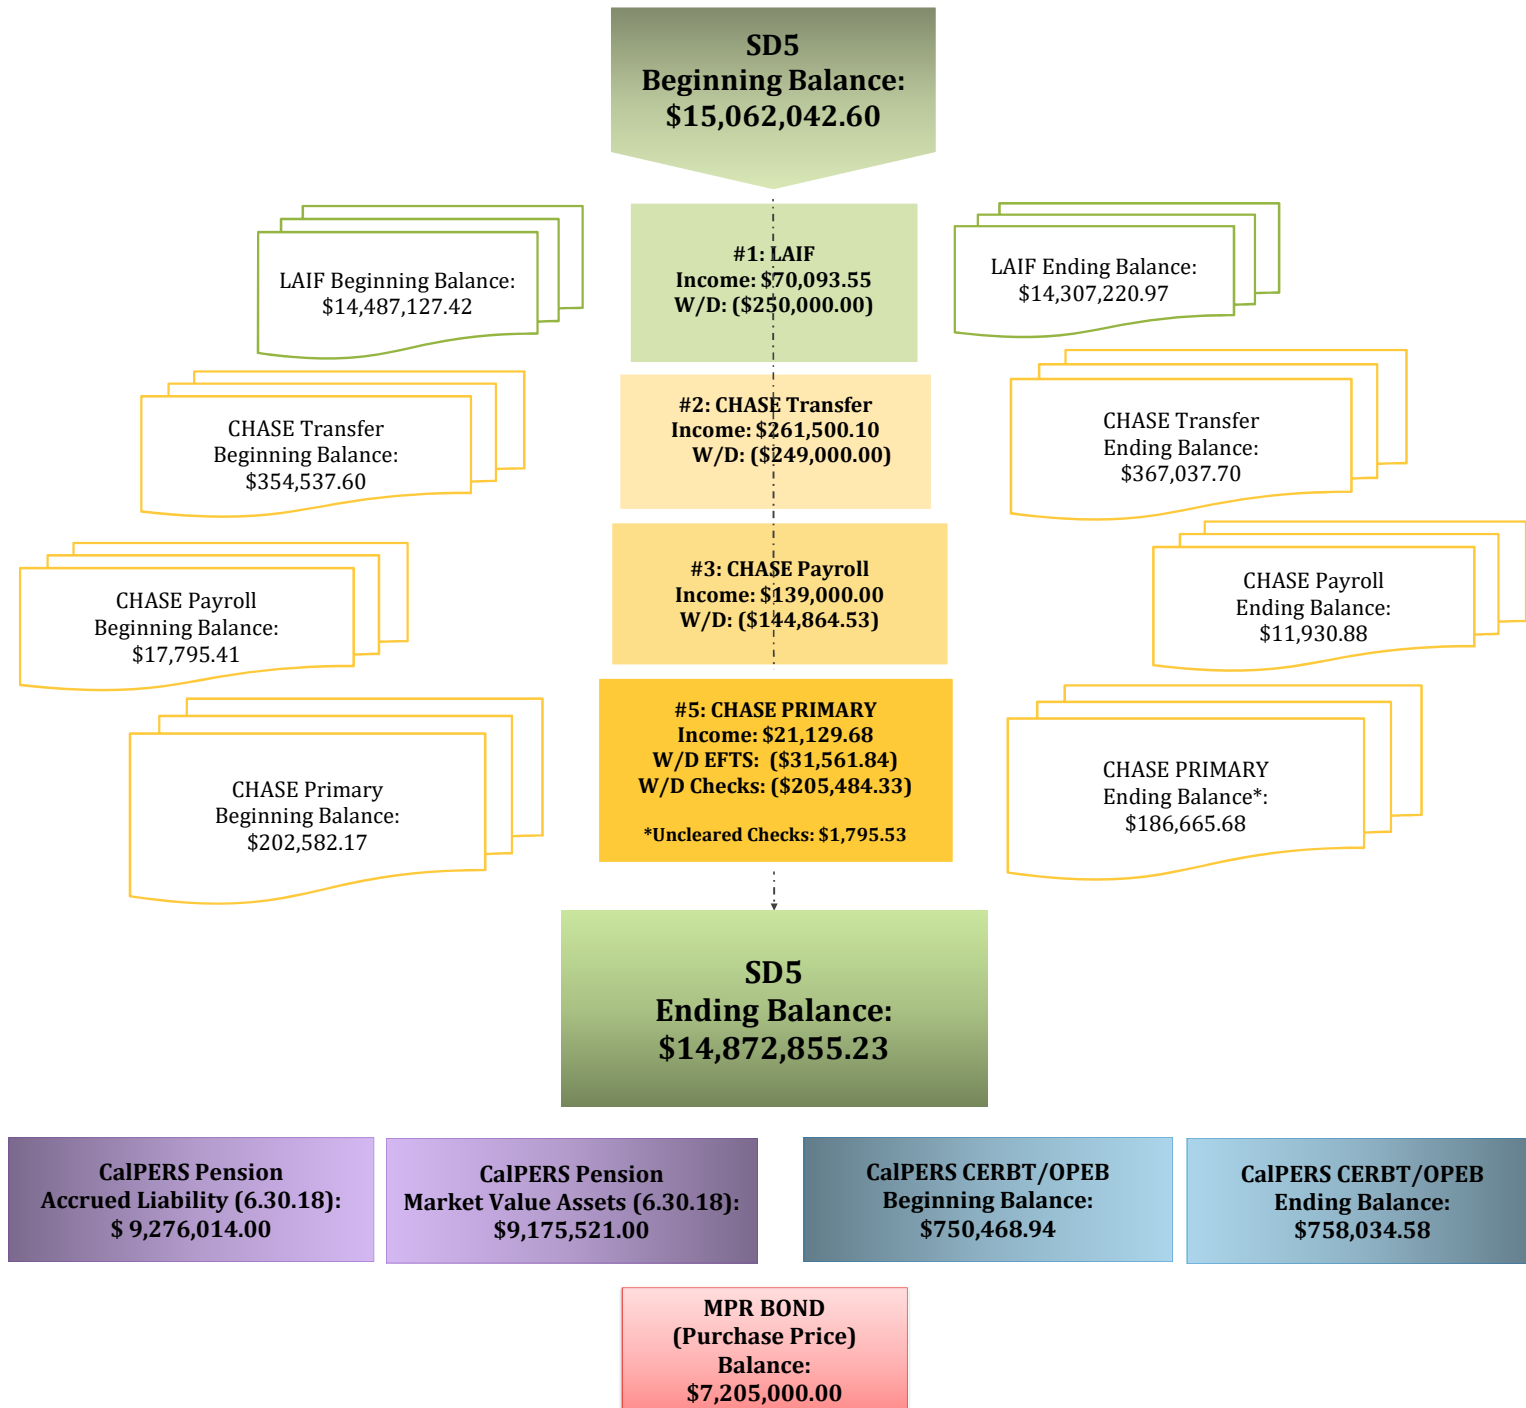 SD5
Beginning Balance:
$15,062,042.60
LAIF Beginning Balance:
$14,487,127.42
#1: LAIF
Income: $70,093.55
W/D: ($250,000.00)
LAIF Ending Balance:
$14,307,220.97
CHASE Transfer
Beginning Balance:
$354,537.60
#2: CHASE Transfer
Income: $261,500.10
W/D: ($249,000.00)
CHASE Transfer
Ending Balance:
$367,037.70
CHASE Payroll
Beginning Balance:
$17,795.41
#3: CHASE Payroll
Income: $139,000.00
W/D: ($144,864.53)
CHASE Payroll
Ending Balance:
$11,930.88
CHASE Primary
Beginning Balance:
$202,582.17
#5: CHASE PRIMARY
Income: $21,129.68
W/D EFTS: ($31,561.84)
W/D Checks: ($205,484.33)
*Uncleared Checks: $1,795.53
CHASE PRIMARY
Ending Balance*:
$186,665.68
SD5
Ending Balance:
$14,872,855.23
CalPERS Pension
Accrued Liability (6.30.18):
$ 9,276,014.00
CalPERS Pension
Market Value Assets (6.30.18):
$9,175,521.00
CalPERS CERBT/OPEB
Beginning Balance:
$750,468.94
CalPERS CERBT/OPEB
Ending Balance:
$758,034.58
MPR BOND
(Purchase Price)
Balance:
$7,205,000.00